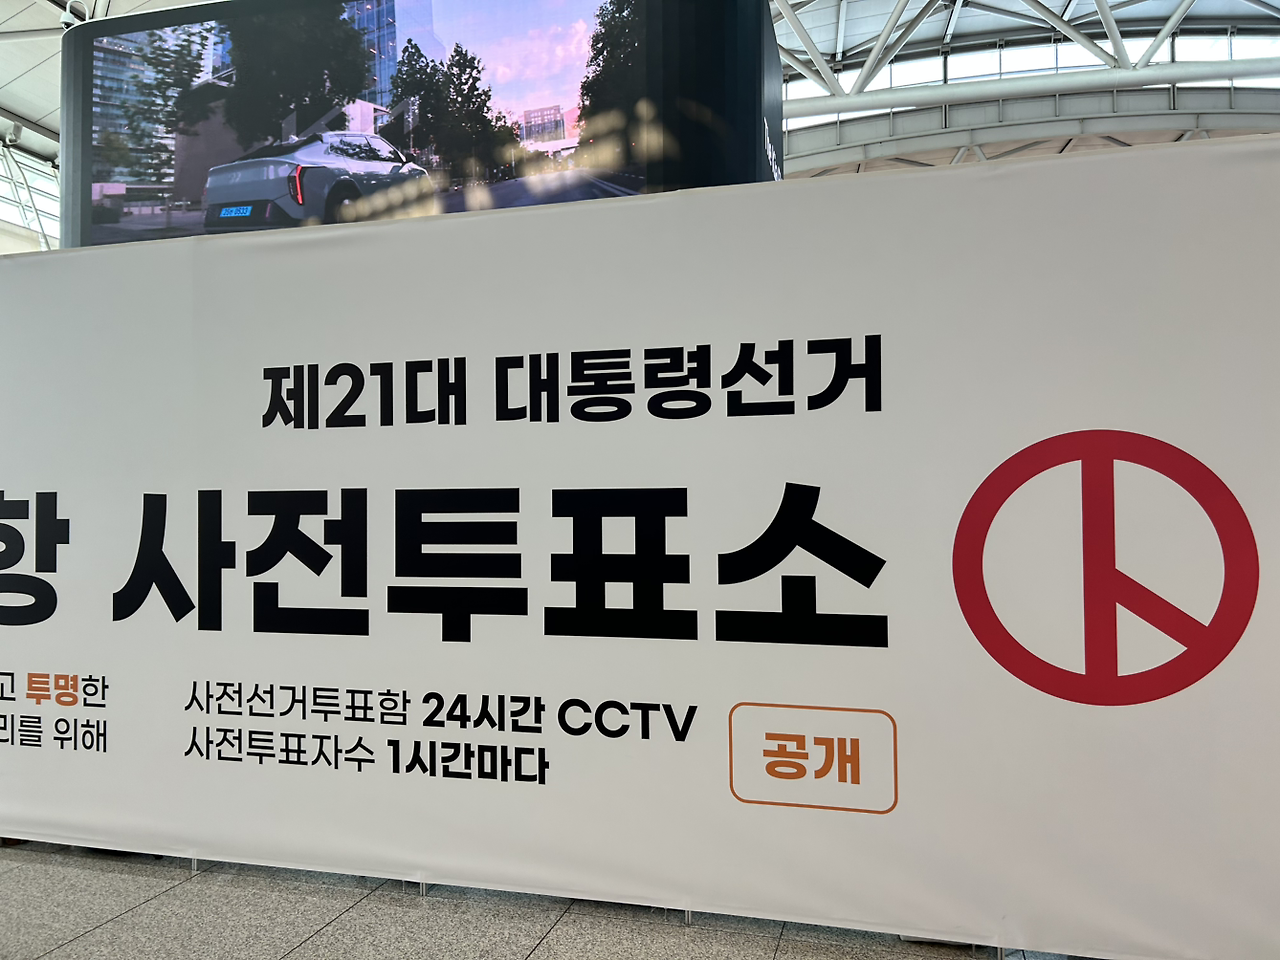 제21대 대통령선거
항 사전투표소
고 투명한
리를 위해
사전선거투표함 24시간 CCTV
사전투표자수 1시간마다
공개